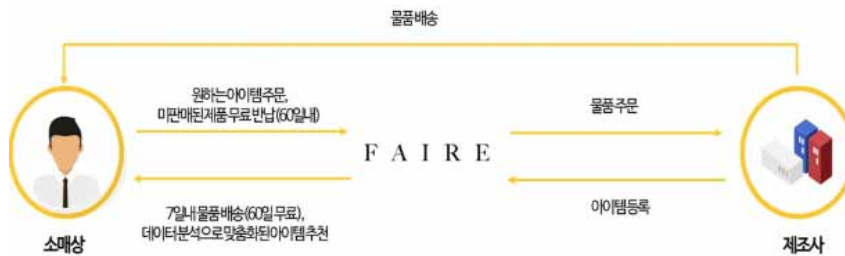 물품 배송
원하는 아이템 주문,
미판매된 제품 무료 반납(60일 내)
물품 주문
FAIRE
7일 내 물품 배송(60일 무료),
데이터 분석으로 맞춤화된 아이템 추천
아이템 등록
소매상
제조사